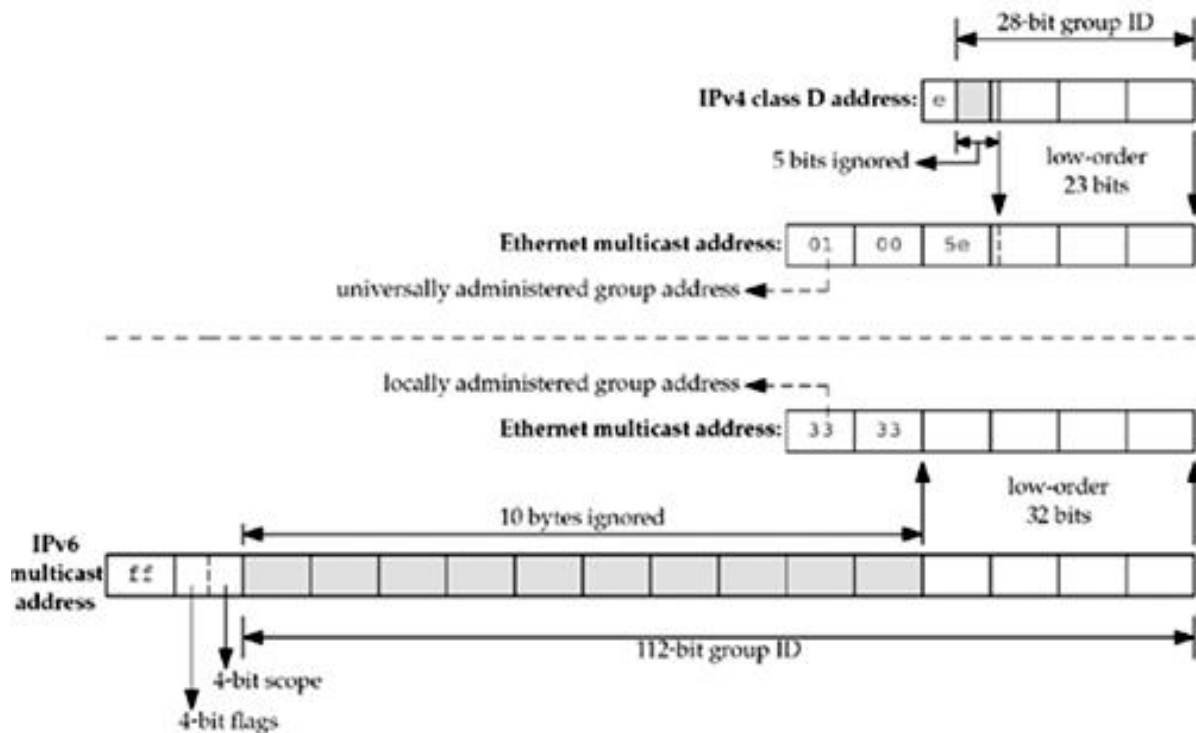 28-bit group ID
IPv4 class D address: e
5 bits ignored
low-order
23 bits
Ethernet multicast address: 01 00 5e
universally administered group address
locally administered group address
Ethernet multicast address: 33 33
low-order
32 bits
10 bytes ignored
IPv6
multicast
address
ff
112-bit group ID
4-bit scope
4-bit flags